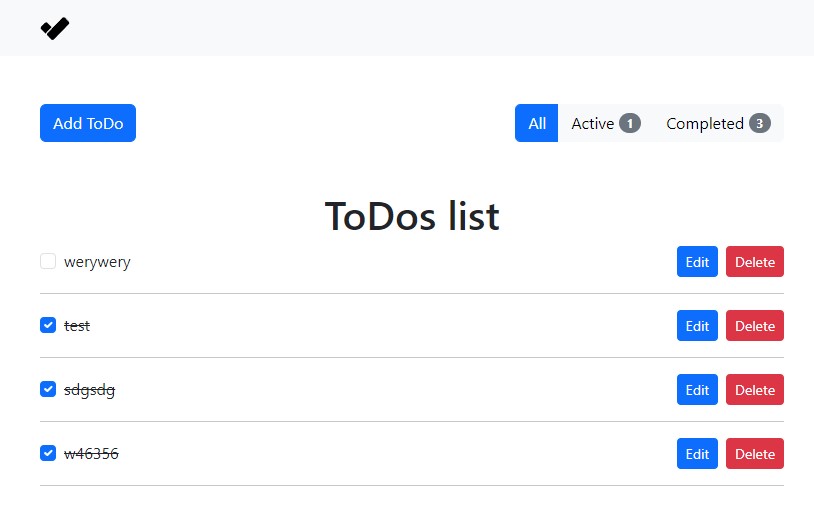 Add ToDo All Active 1 Completed 3
ToDos list
werywery Edit Delete
test Edit Delete
sdgsdg Edit Delete
w46356 Edit Delete